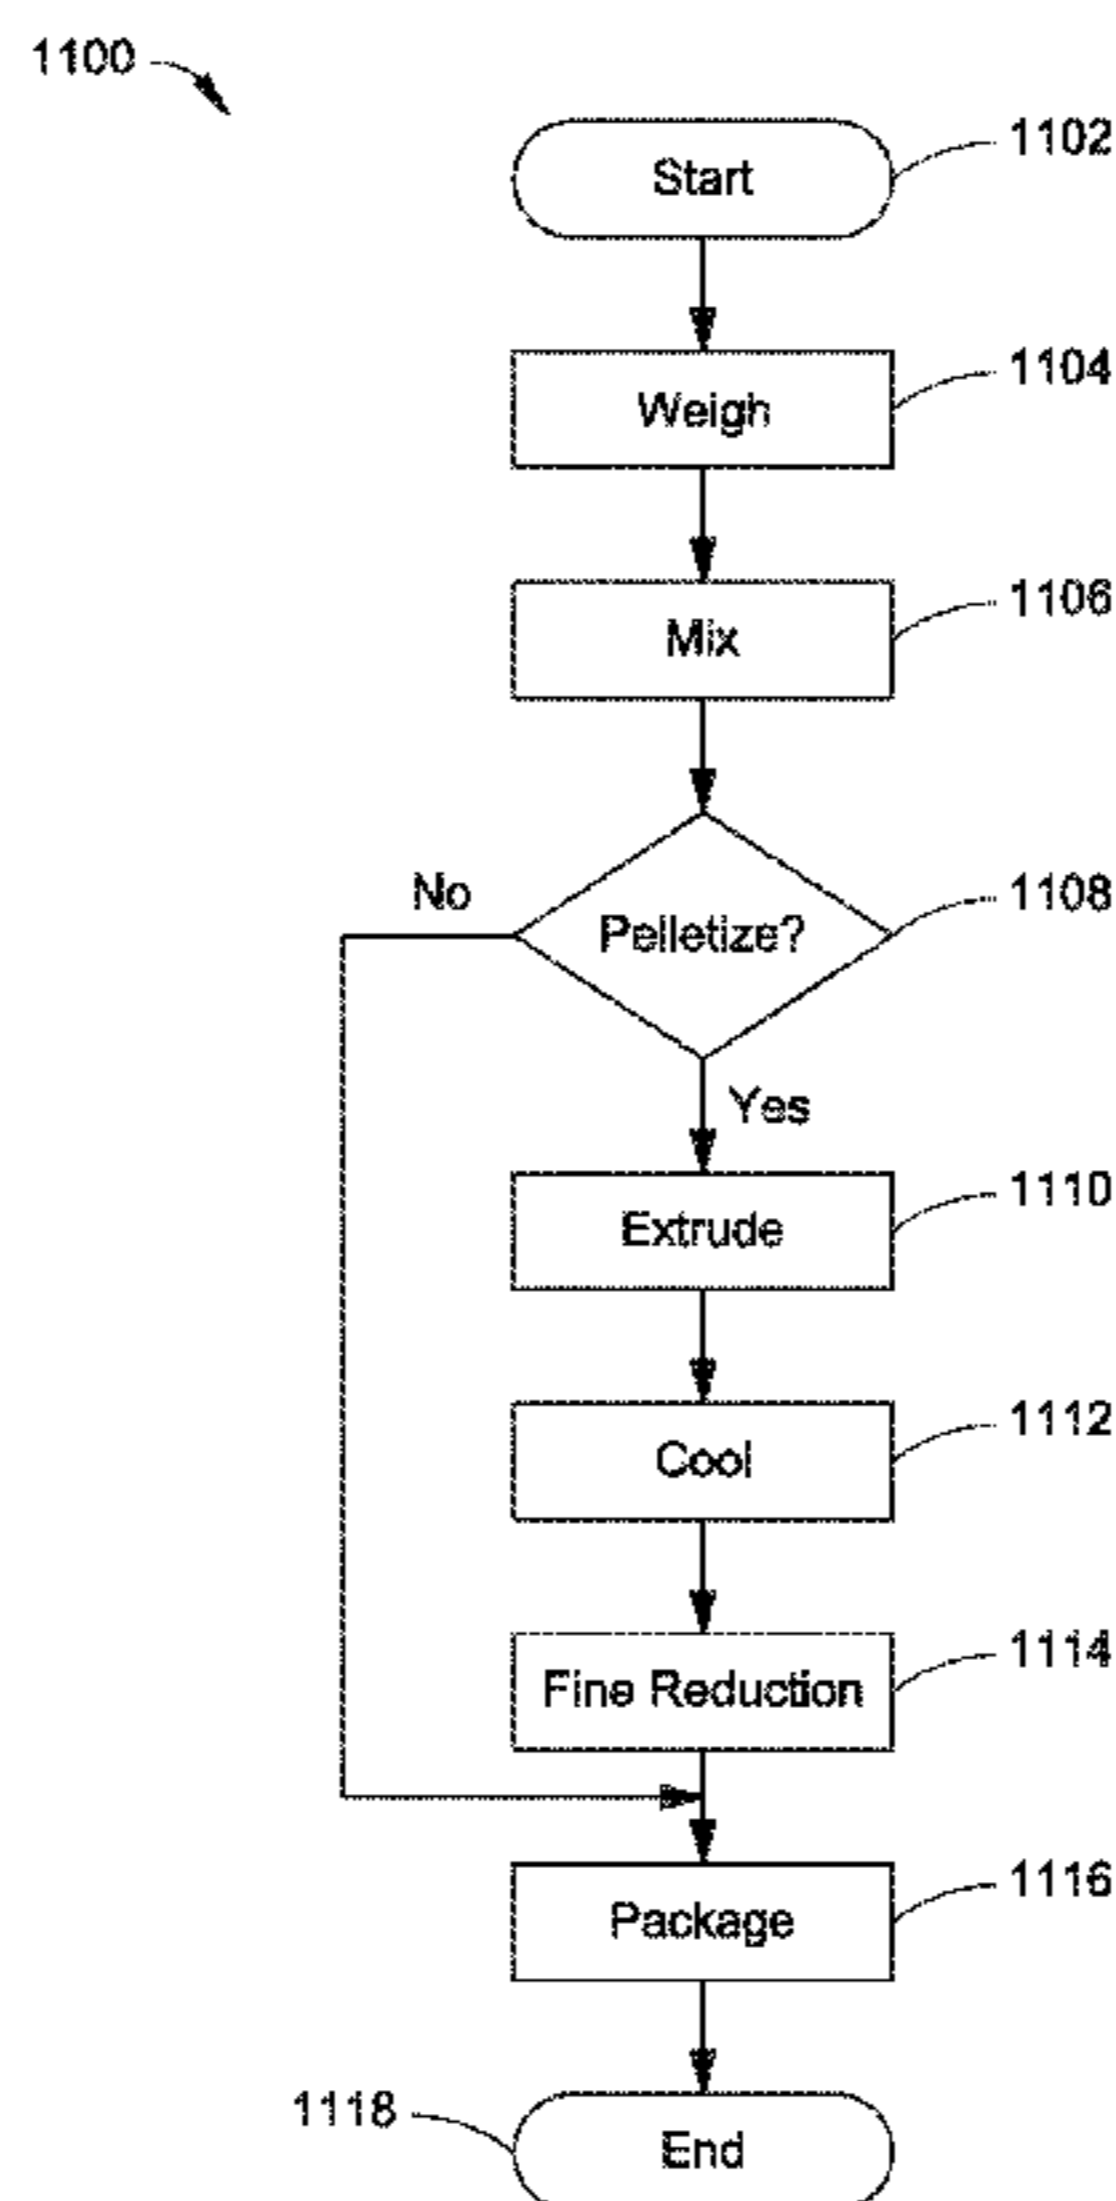 1100
Start
1102
Weigh
1104
Mix
1106
No
Pelletize?
1108
Yes
Extrude
1110
Cool
1112
Fine Reduction
1114
Package
1116
1118
End